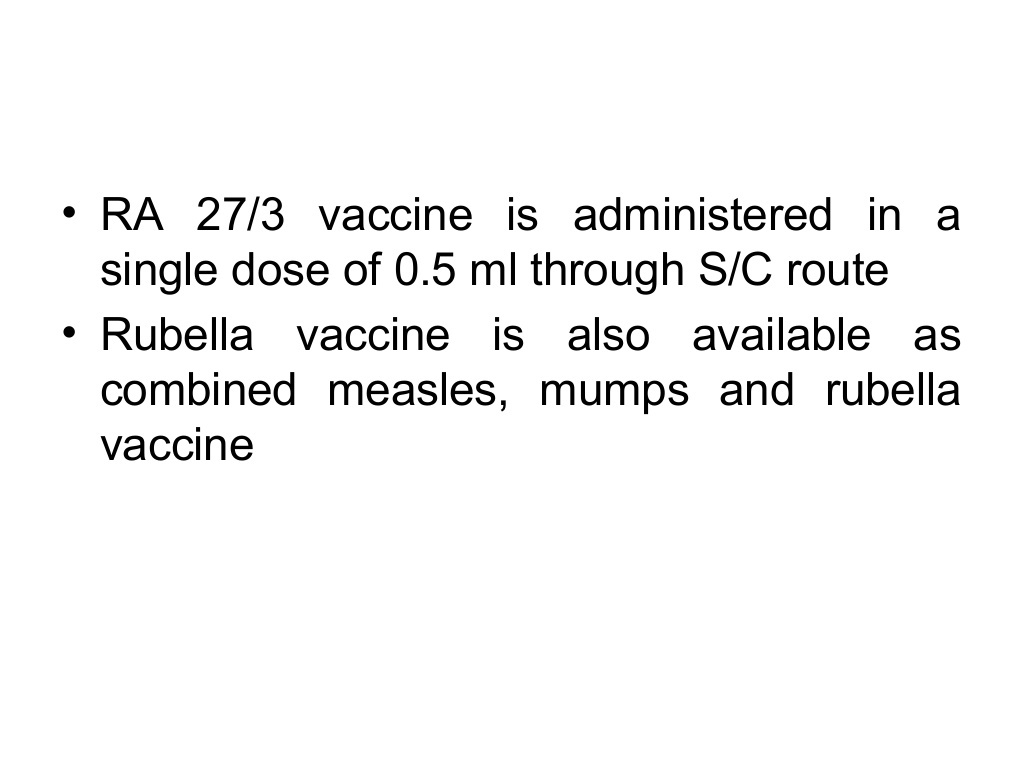 • RA 27/3 vaccine is administered in a
single dose of 0.5 ml through S/C route
• Rubella vaccine is also available as
combined measles, mumps and rubella
vaccine